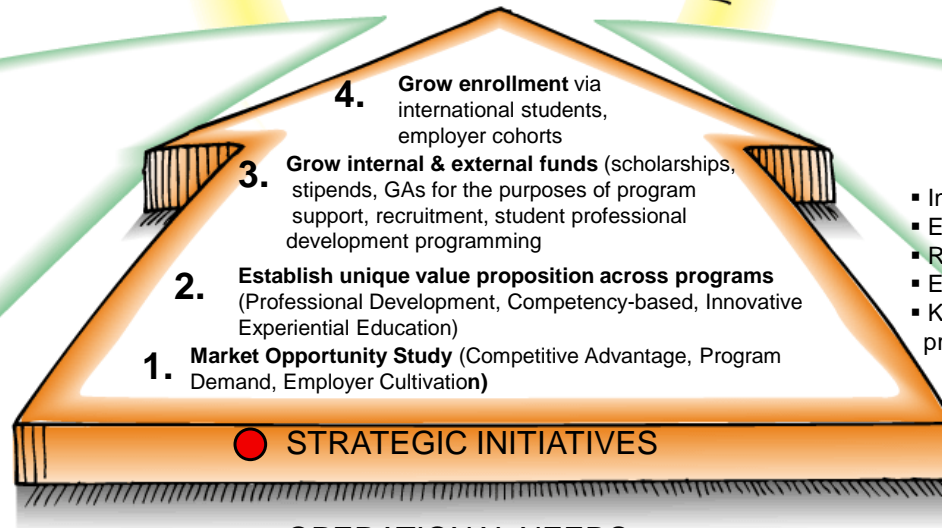 4. Grow enrollment via
international students,
employer cohorts
3. Grow internal & external funds (scholarships,
stipends, GAs for the purposes of program
support, recruitment, student professional
development programming
2. Establish unique value proposition across programs
(Professional Development, Competency-based, Innovative
Experiential Education)
1. Market Opportunity Study (Competitive Advantage, Program
Demand, Employer Cultivation)
STRATEGIC INITIATIVES
OPERATIONAL NEEDS